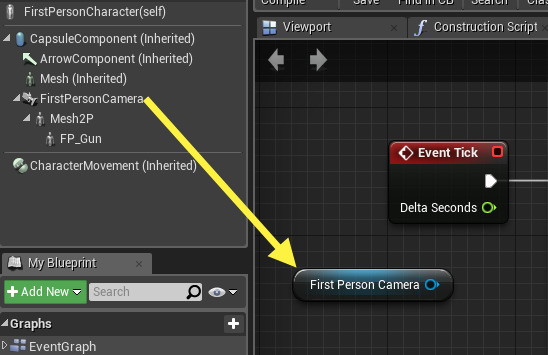 FirstPersonCharacter(self)
CapsuleComponent (Inherited)
ArrowComponent (Inherited)
Mesh (Inherited)
FirstPersonCamera
Mesh2P
FP_Gun
CharacterMovement (Inherited)
My Blueprint
Add New
Search
Graphs
EventGraph
Compile Save Find in CB Search
Viewport
Construction Script
Event Tick
Delta Seconds
First Person Camera